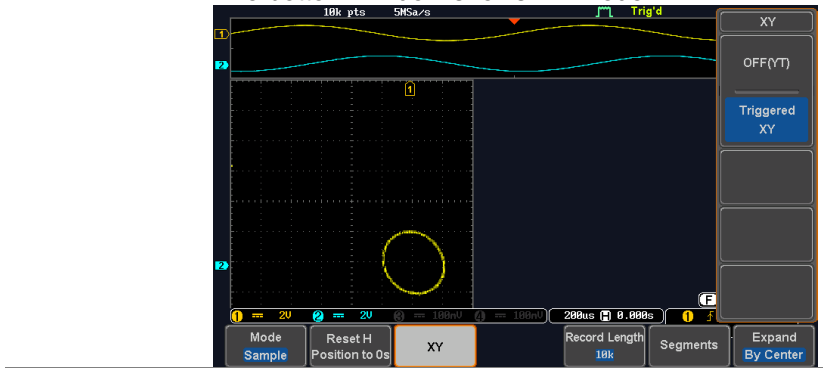 10k pts 5MSa/s Trig'd
XY
1
OFF(YT)
2
1
Triggered
XY
2
F
1 2V 2 2V 3 100mV 4 100mV 200us H 0.000s 1
Mode
Sample
Reset H
Position to 0s
XY
Record Length
10k
Segments
Expand
By Center